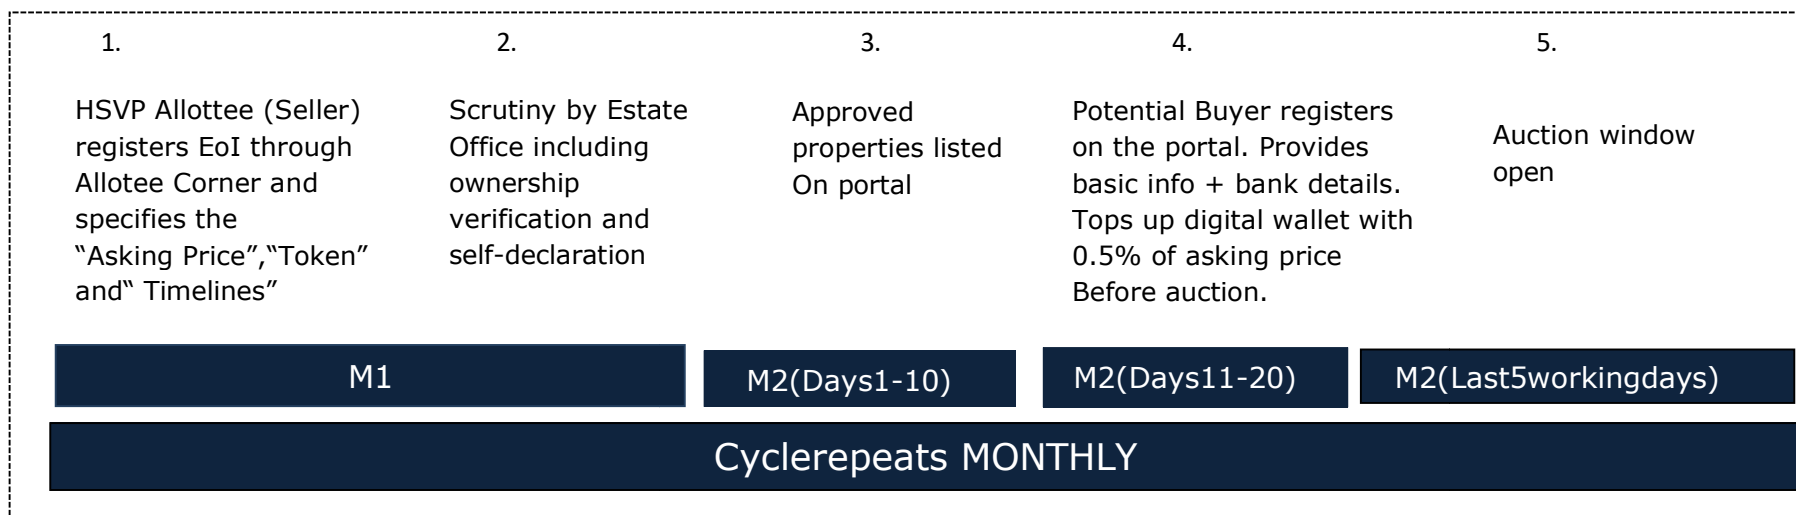 1.
HSVP Allottee (Seller)
registers EoI through
Allotee Corner and
specifies the
“Asking Price”,“Token”
and“ Timelines”
2.
Scrutiny by Estate
Office including
ownership
verification and
self-declaration
3.
Approved
properties listed
On portal
4.
Potential Buyer registers
on the portal. Provides
basic info + bank details.
Tops up digital wallet with
0.5% of asking price
Before auction.
5.
Auction window
open
M1
M2(Days1-10)
M2(Days11-20)
M2(Last5workingdays)
Cyclerepeats MONTHLY